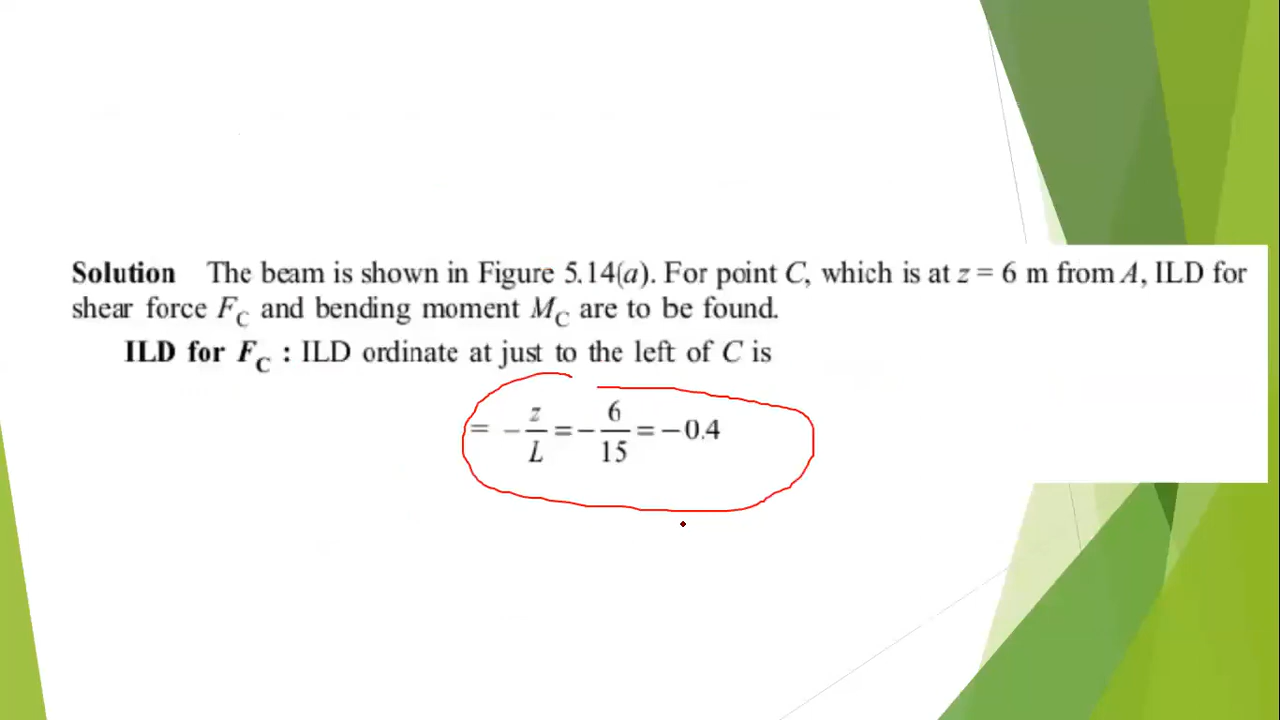 Solution The beam is shown in Figure 5.14(a). For point C, which is at z = 6 m from A, ILD for
shear force F_C and bending moment M_C are to be found.
ILD for F_C : ILD ordinate at just to the left of C is
= -z/L = -6/15 = -0.4